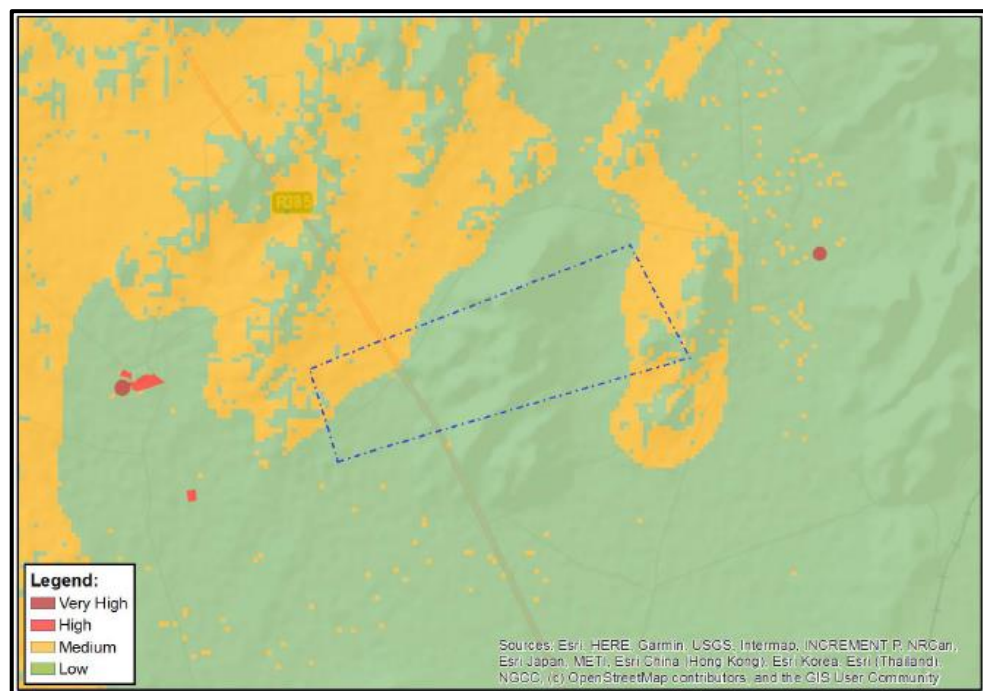 R385
Legend:
Very High
High
Medium
Low
Sources: Esri, HERE, Garmin, USGS, Intermap, INCREMENT P, NRCan,
Esri Japan, METI, Esri China (Hong Kong), Esri Korea, Esri (Thailand),
NGCC, (c) OpenStreetMap contributors, and the GIS User Community